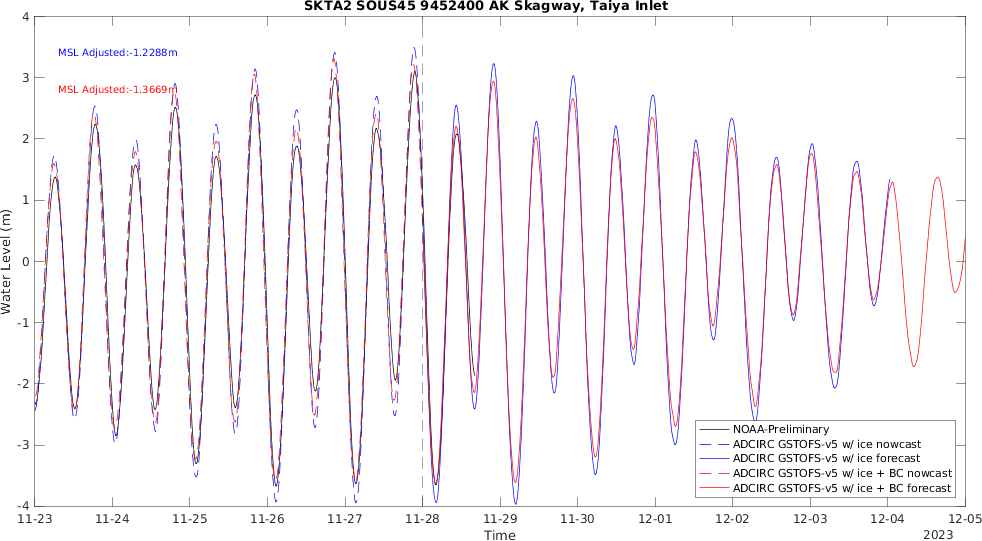 SKTA2 SOUS45 9452400 AK Skagway, Taiya Inlet
4
MSL Adjusted:-1.2288m
3
MSL Adjusted:-1.3669m
2
1
0
Water Level (m)
-1
-2
-3
-4
NOAA-Preliminary
ADCIRC GSTOFS-v5 w/ ice nowcast
ADCIRC GSTOFS-v5 w/ ice forecast
ADCIRC GSTOFS-v5 w/ ice + BC nowcast
ADCIRC GSTOFS-v5 w/ ice + BC forecast
11-23 11-24 11-25 11-26 11-27 11-28 11-29 11-30 12-01 12-02 12-03 12-04 12-05
Time 2023